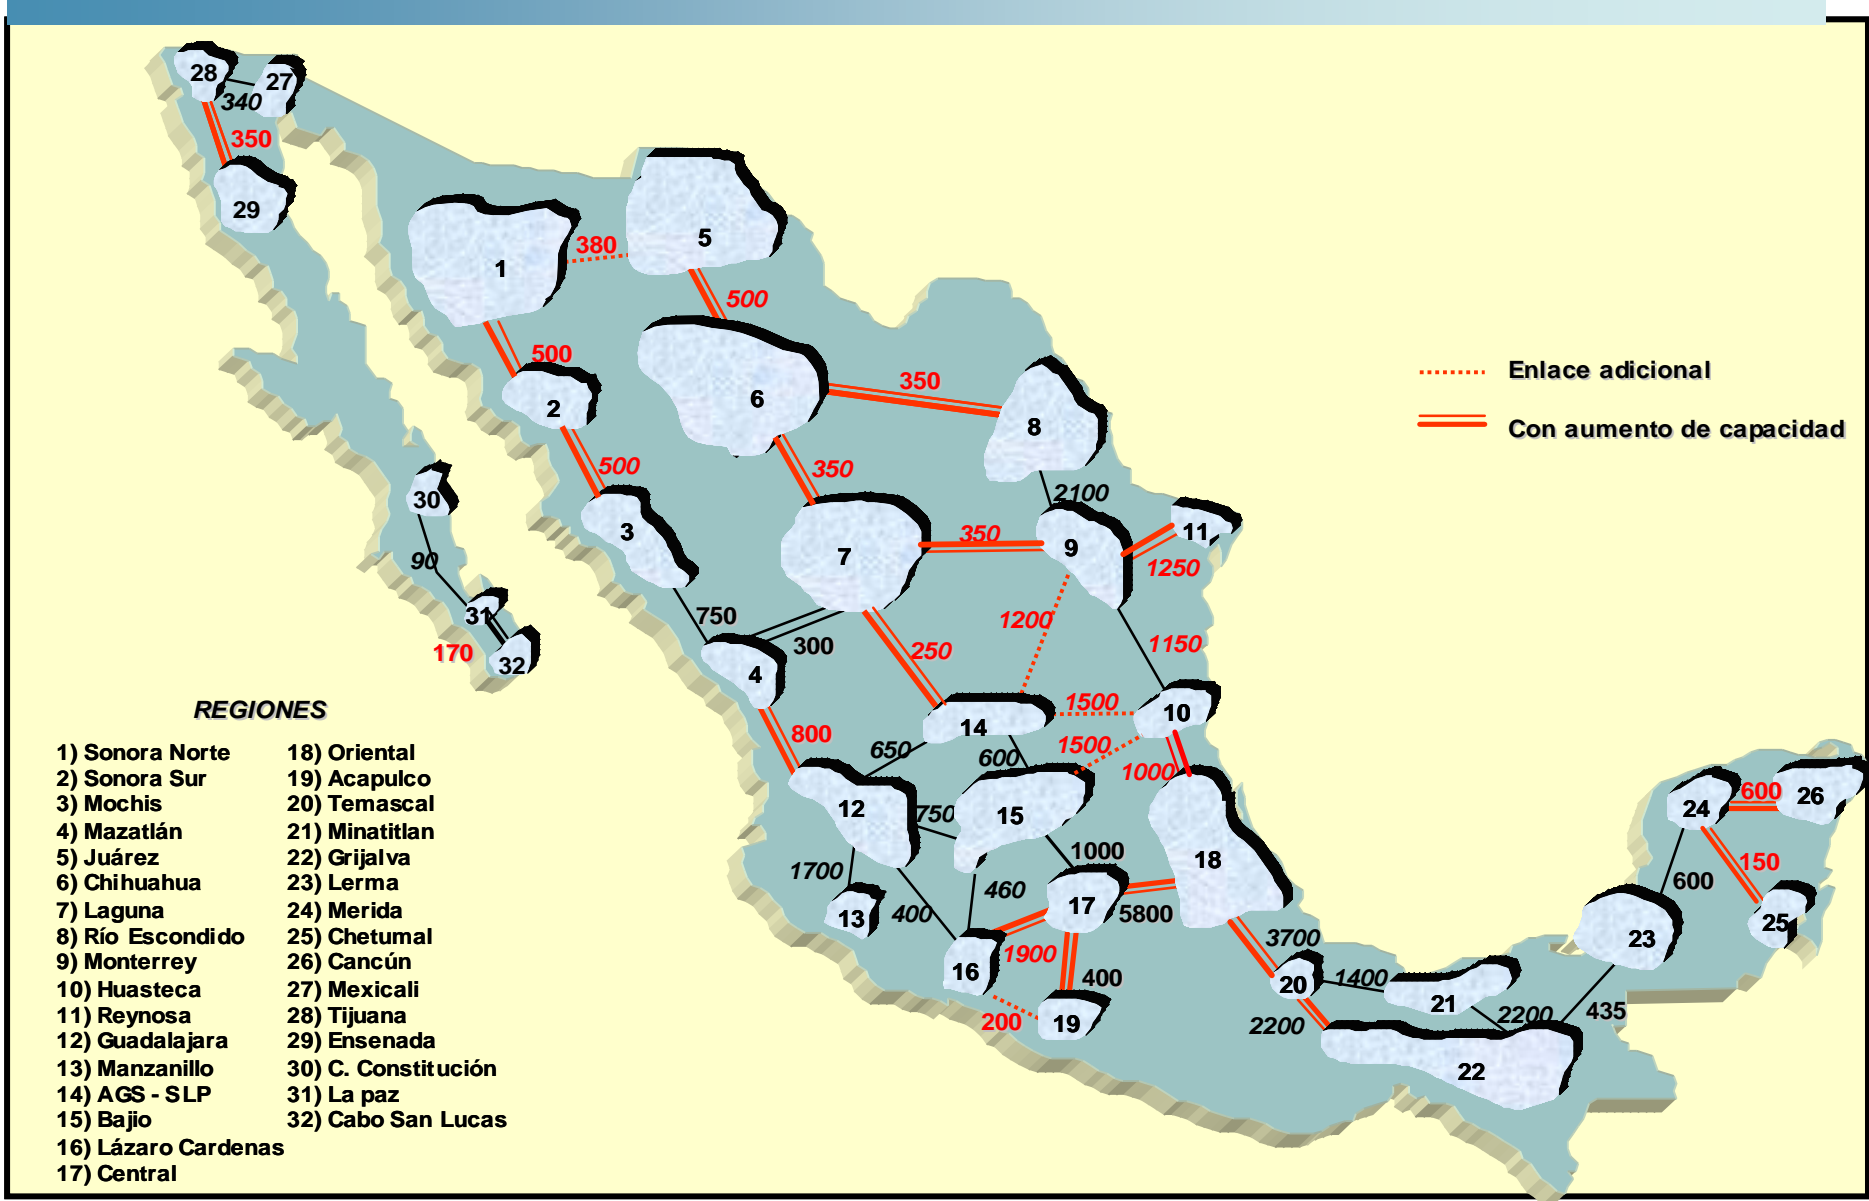 28
27
340
350
29
5
380
1
500
500
350
6
2
8
500
350
2100
30
3
11
350
9
7
1250
90
31
1200
750
1150
300
170
250
32
4
REGIONES
1) Sonora Norte
2) Sonora Sur
3) Mochis
4) Mazatlán
5) Juárez
6) Chihuahua
7) Laguna
8) Río Escondido
9) Monterrey
10) Huasteca
11) Reynosa
12) Guadalajara
13) Manzanillo
14) AGS - SLP
15) Bajio
16) Lázaro Cardenas
17) Central
18) Oriental
19) Acapulco
20) Temascal
21) Minatitlan
22) Grijalva
23) Lerma
24) Merida
25) Chetumal
26) Cancún
27) Mexicali
28) Tijuana
29) Ensenada
30) C. Constitución
31) La paz
32) Cabo San Lucas
1500
10
14
800
650
600
1500
1000
12
750
15
1000
18
1700
460
13
400
17
5800
1900
16
400
3700
20
1400
200
19
2200
21
2200
435
22
24
600
26
150
600
25
23
Enlace adicional
Con aumento de capacidad